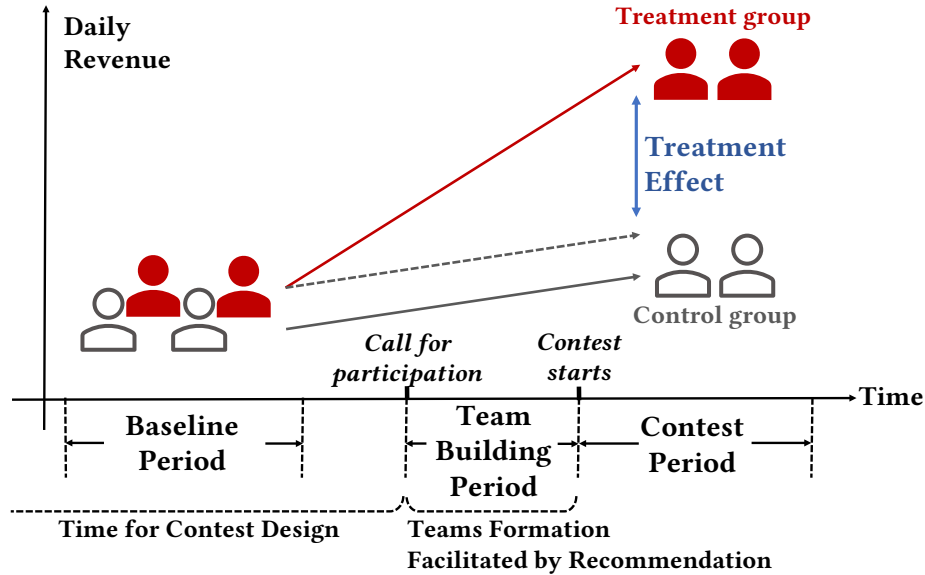 Daily
Revenue
Treatment group
Treatment
Effect
Control group
Call for
participation
Contest
starts
Time
Baseline
Period
Team
Building
Period
Contest
Period
Time for Contest Design
Teams Formation
Facilitated by Recommendation